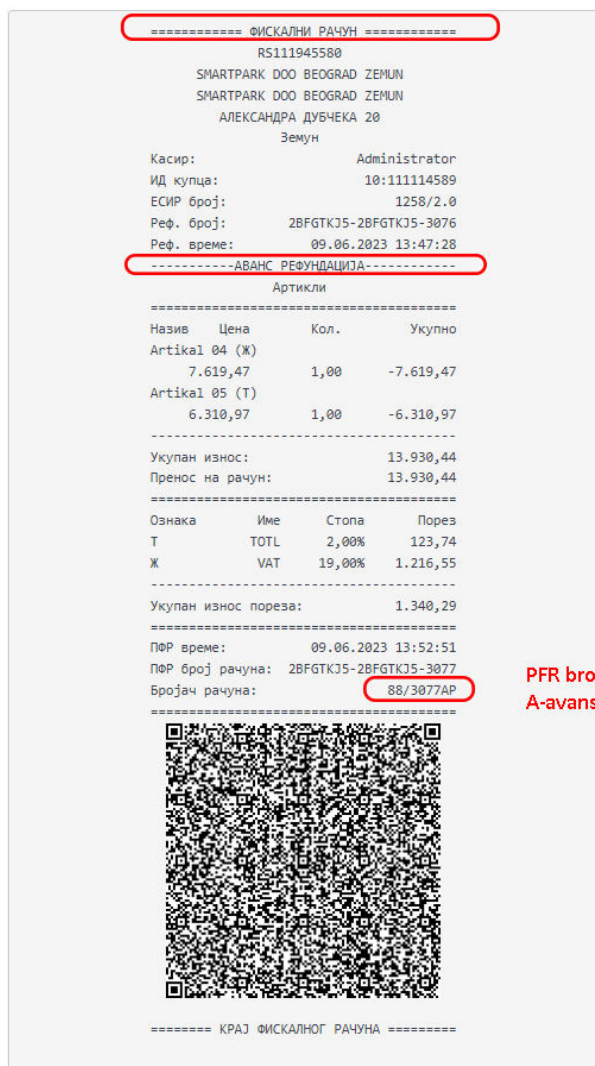 ============ ФИСКАЛНИ РАЧУН ============
RS111945580
SMARTPARK DOO BEOGRAD ZEMUN
SMARTPARK DOO BEOGRAD ZEMUN
АЛЕКСАНДРА ДУБЧЕКА 20
Земун
Касир: Administrator
ИД купца: 10:111114589
ЕСИР број: 1258/2.0
Реф. број: 2BFGTKJ5-2BFGTKJ5-3076
Реф. време: 09.06.2023 13:47:28
-----------АВАНС РЕФУНДАЦИЈА------------
Артикли
========================================
Назив Цена Кол. Укупно
Artikal 04 (Ж)
7.619,47 1,00 -7.619,47
Artikal 05 (Т)
6.310,97 1,00 -6.310,97
----------------------------------------
Укупан износ: 13.930,44
Пренос на рачун: 13.930,44
========================================
Ознака Име Стопа Порез
Т TOTL 2,00% 123,74
Ж VAT 19,00% 1.216,55
----------------------------------------
Укупан износ пореза: 1.340,29
========================================
ПФР време: 09.06.2023 13:52:51
ПФР број рачуна: 2BFGTKJ5-2BFGTKJ5-3077
Бројач рачуна: 88/3077АР
========================================
PFR bro
A-avans
======== КРАЈ ФИСКАЛНОГ РАЧУНА =========